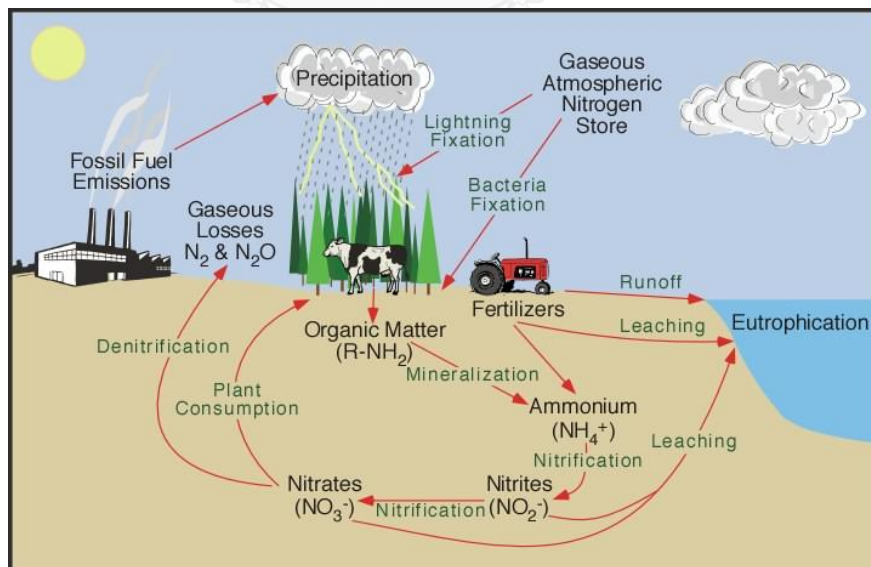 Precipitation
Gaseous
Atmospheric
Nitrogen
Store
Lightning
Fixation
Fossil Fuel
Emissions
Bacteria
Fixation
Gaseous
Losses
N₂ & N₂O
Runoff
Fertilizers
Leaching
Eutrophication
Organic Matter
(R-NH₂)
Denitrification
Mineralization
Plant
Consumption
Ammonium
(NH₄⁺)
Leaching
Nitrification
Nitrates
(NO₃⁻)
Nitrification
Nitrites
(NO₂⁻)